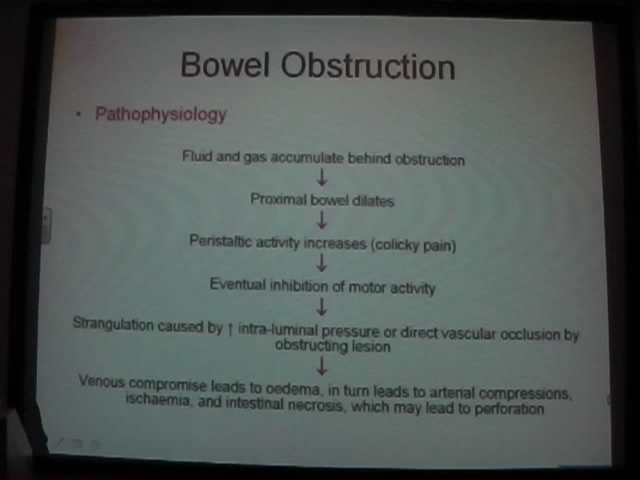 Bowel Obstruction
• Pathophysiology
Fluid and gas accumulate behind obstruction
↓
Proximal bowel dilates
↓
Peristaltic activity increases (colicky pain)
↓
Eventual inhibition of motor activity
↓
Strangulation caused by ↑ intra-luminal pressure or direct vascular occlusion by
obstructing lesion
↓
Venous compromise leads to oedema, in turn leads to arterial compressions,
ischaemia, and intestinal necrosis, which may lead to perforation